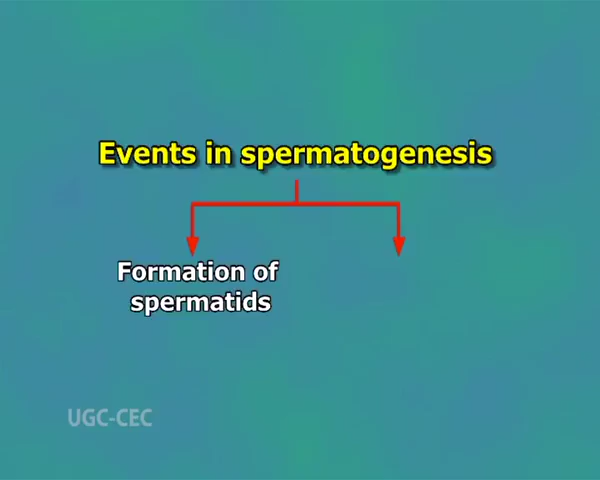 Events in spermatogenesis
Formation of
spermatids
UGC-CEC